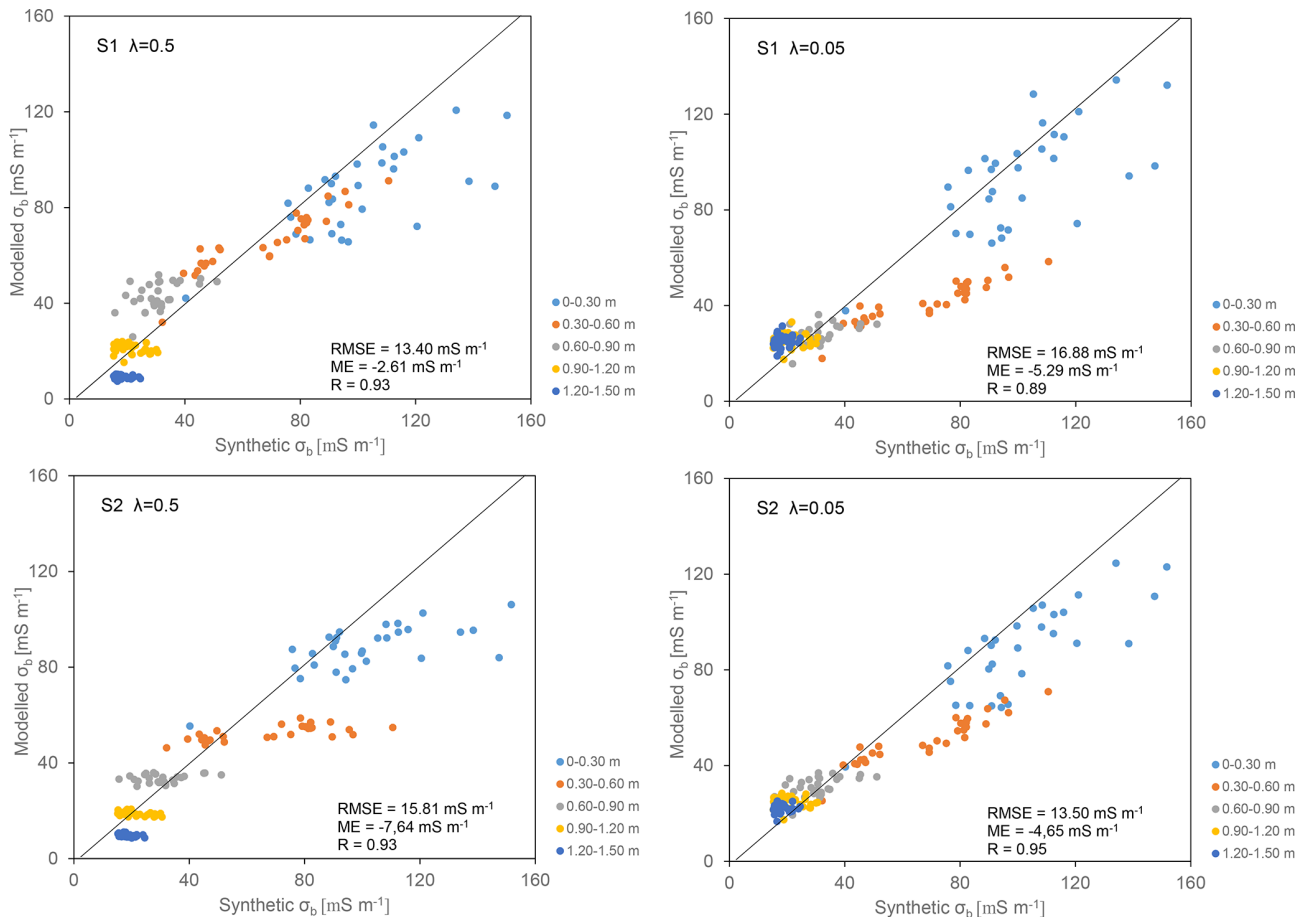 160
120
80
40
0
Modelled σb [mS m-1]
S1 λ=0.5
RMSE = 13.40 mS m-1
ME = -2.61 mS m-1
R = 0.93
0 40 80 120 160
Synthetic σb [mS m-1]
0-0.30 m
0.30-0.60 m
0.60-0.90 m
0.90-1.20 m
1.20-1.50 m
160
120
80
40
0
Modelled σb [mS m-1]
S1 λ=0.05
RMSE = 16.88 mS m-1
ME = -5.29 mS m-1
R = 0.89
0 40 80 120 160
Synthetic σb [mS m-1]
0-0.30 m
0.30-0.60 m
0.60-0.90 m
0.90-1.20 m
1.20-1.50 m
160
120
80
40
0
Modelled σb [mS m-1]
S2 λ=0.5
RMSE = 15.81 mS m-1
ME = -7,64 mS m-1
R = 0.93
0 40 80 120 160
Synthetic σb [mS m-1]
0-0.30 m
0.30-0.60 m
0.60-0.90 m
0.90-1.20 m
1.20-1.50 m
160
120
80
40
0
Modelled σb [mS m-1]
S2 λ=0.05
RMSE = 13.50 mS m-1
ME = -4,65 mS m-1
R = 0.95
0 40 80 120 160
Synthetic σb [mS m-1]
0-0.30 m
0.30-0.60 m
0.60-0.90 m
0.90-1.20 m
1.20-1.50 m